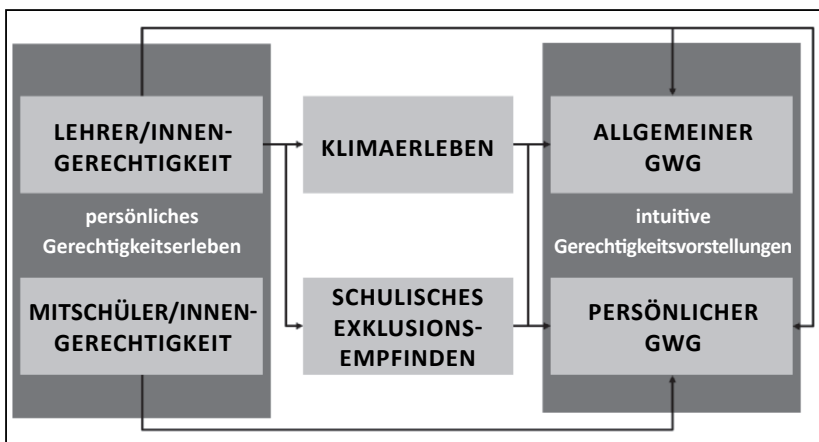 LEHRER/INNEN-
GERECHTIGKEIT
persönliches
Gerechtigkeitserleben
MITSCHÜLER/INNEN-
GERECHTIGKEIT
KLIMAERLEBEN
SCHULISCHES
EXKLUSIONS-
EMPFINDEN
ALLGEMEINER
GWG
intuitive
Gerechtigkeitsvorstellungen
PERSÖNLICHER
GWG